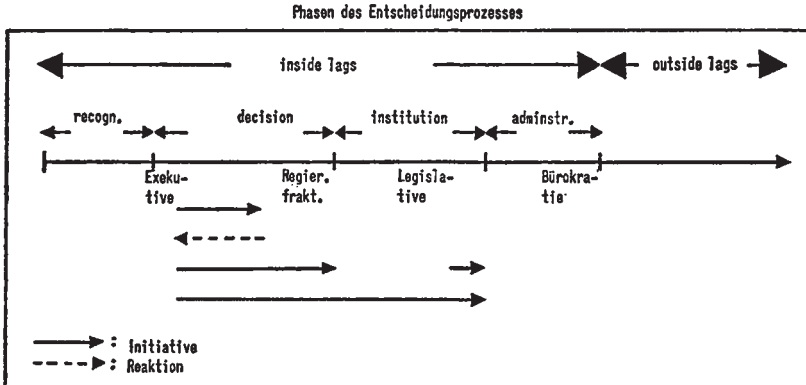 Phasen des Entscheidungsprozesses
inside lags outside lags
recogn. decision institution adminstr.
Exeku- Regier. Legisla- Bürokra-
tive frakt. tive tie
: Initiative
: Reaktion